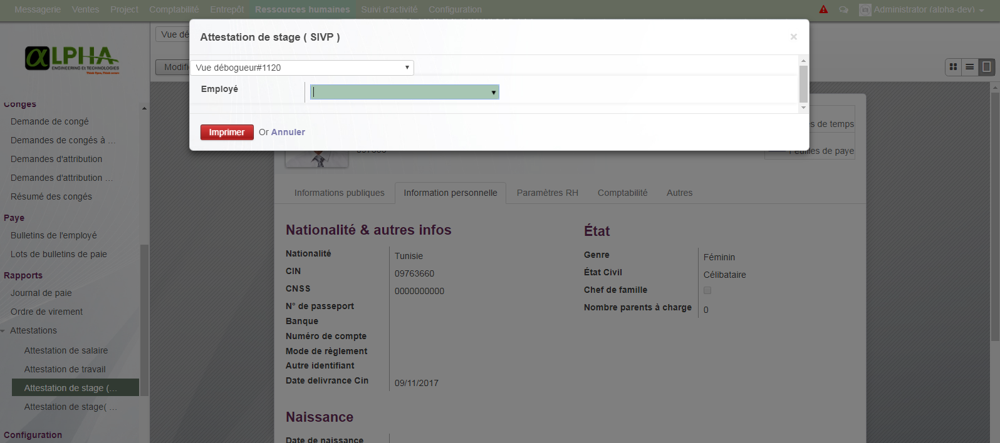 Messagerie Ventes Project Comptabilité Entrepôt Ressources humaines Suivi d'activité Configuration Administrator (alpha-dev)
αLPHA
ENGINEERING ET TECHNOLOGIES
Think Open, Think Green
Vue dé
Modifi
Attestation de stage ( SIVP ) ×
Vue débogueur#1120
Employé
Imprimer Or Annuler
Congés
Demande de congé
Demandes de congés à ...
Demandes d'attribution
Demandes d'attribution ...
Résumé des congés
Paye
Bulletins de l'employé
Lots de bulletins de paie
Rapports
Journal de paie
Ordre de virement
Attestations
Attestation de salaire
Attestation de travail
Attestation de stage (...
Attestation de stage( ...
Configuration
s de temps
Feuilles de paye
Informations publiques Information personnelle Paramètres RH Comptabilité Autres
Nationalité & autres infos
Nationalité Tunisie
CIN 09763660
CNSS 0000000000
N° de passeport
Banque
Numéro de compte
Mode de règlement
Autre identifiant
Date delivrance Cin 09/11/2017
État
Genre Féminin
État Civil Célibataire
Chef de famille
Nombre parents à charge 0
Naissance
Date de naissance